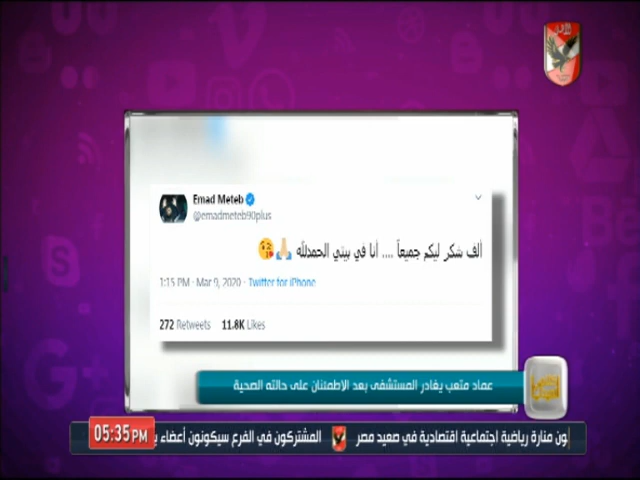 Emad Meteb
@emadmeteb90plus
ألف شكر ليكم جميعاً .... أنا في بيتي الحمدلله 🙏🏻😘
1:15 PM · Mar 9, 2020 · Twitter for iPhone
272 Retweets 11.8K Likes
عماد متعب يغادر المستشفى بعد الاطمئنان على حالته الصحية
05:35 PM
ون منارة رياضية اجتماعية اقتصادية في صعيد مصر
المشتركون في الفرع سيكونون أعضاء